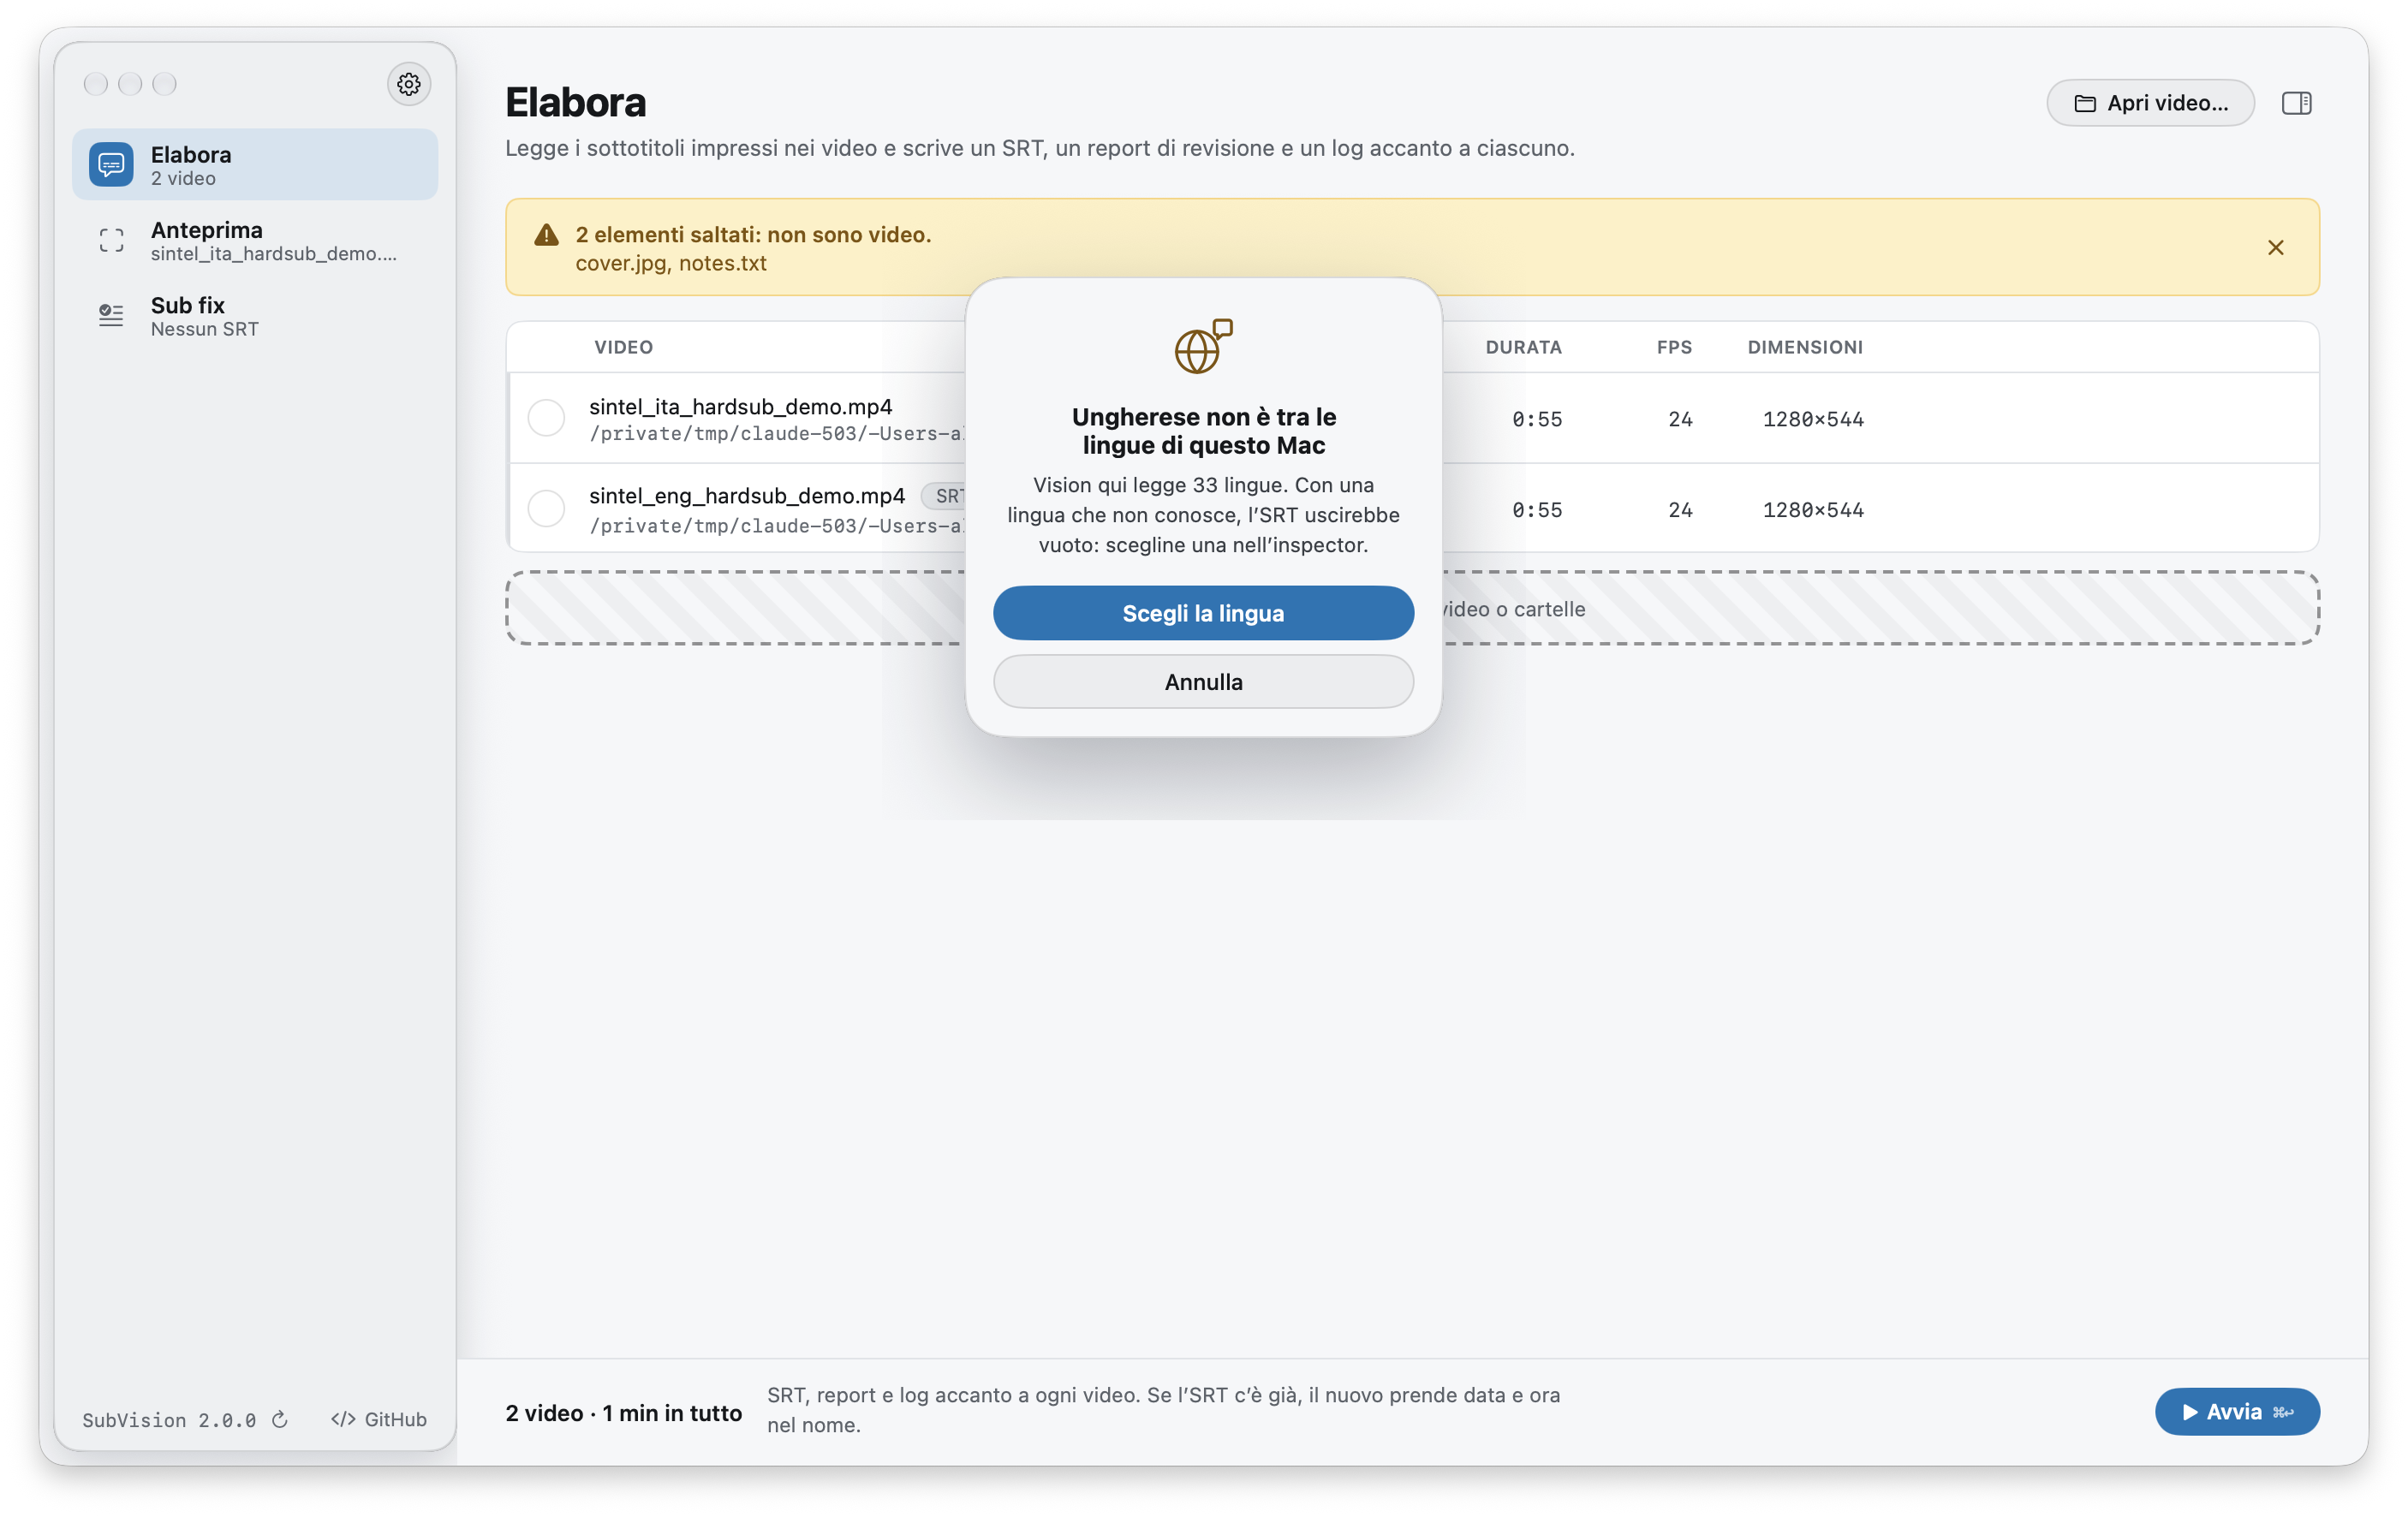 Elabora
2 video
Anteprima
sintel_ita_hardsub_demo....
Sub fix
Nessun SRT
SubVision 2.0.0
GitHub
Elabora
Apri video...
Legge i sottotitoli impressi nei video e scrive un SRT, un report di revisione e un log accanto a ciascuno.
2 elementi saltati: non sono video.
cover.jpg, notes.txt
VIDEO DURATA FPS DIMENSIONI
sintel_ita_hardsub_demo.mp4
/private/tmp/claude-503/-Users-a
0:55 24 1280×544
sintel_eng_hardsub_demo.mp4 SRT
/private/tmp/claude-503/-Users-a
0:55 24 1280×544
video o cartelle
Ungherese non è tra le
lingue di questo Mac
Vision qui legge 33 lingue. Con una
lingua che non conosce, l’SRT uscirebbe
vuoto: scegline una nell’inspector.
Scegli la lingua
Annulla
2 video · 1 min in tutto
SRT, report e log accanto a ogni video. Se l’SRT c’è già, il nuovo prende data e ora
nel nome.
Avvia ⌘↩